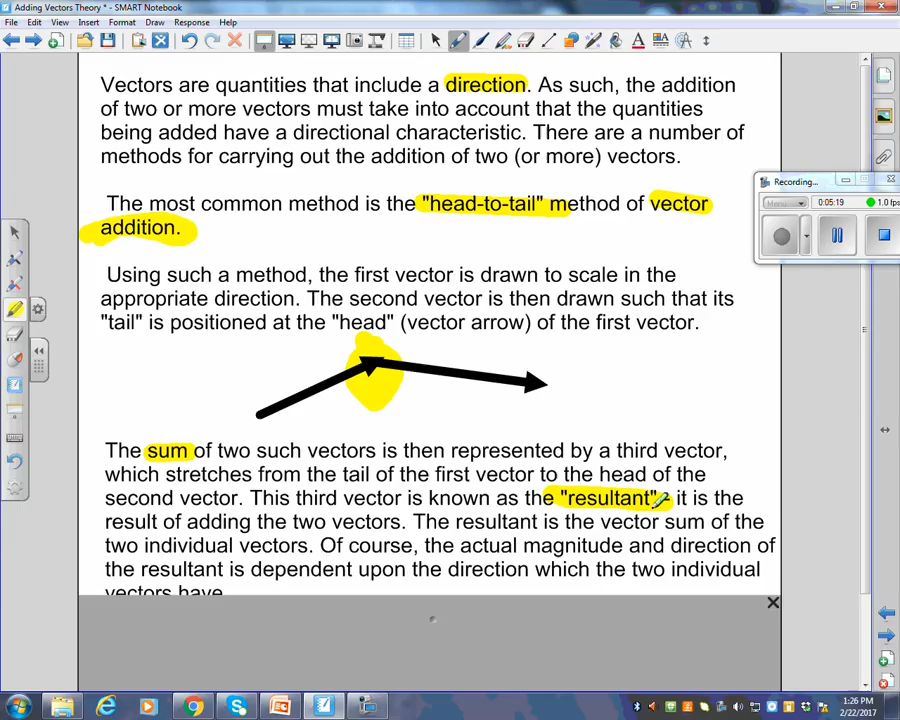 Adding Vectors Theory * - SMART Notebook
File Edit View Insert Format Draw Response Help
Vectors are quantities that include a direction. As such, the addition
of two or more vectors must take into account that the quantities
being added have a directional characteristic. There are a number of
methods for carrying out the addition of two (or more) vectors.
Recording...
Menu
0:05:19
1.0 fps
The most common method is the "head-to-tail" method of vector
addition.
Using such a method, the first vector is drawn to scale in the
appropriate direction. The second vector is then drawn such that its
"tail" is positioned at the "head" (vector arrow) of the first vector.
The sum of two such vectors is then represented by a third vector,
which stretches from the tail of the first vector to the head of the
second vector. This third vector is known as the "resultant" it is the
result of adding the two vectors. The resultant is the vector sum of the
two individual vectors. Of course, the actual magnitude and direction of
the resultant is dependent upon the direction which the two individual
vectors have
1:26 PM
2/22/2017